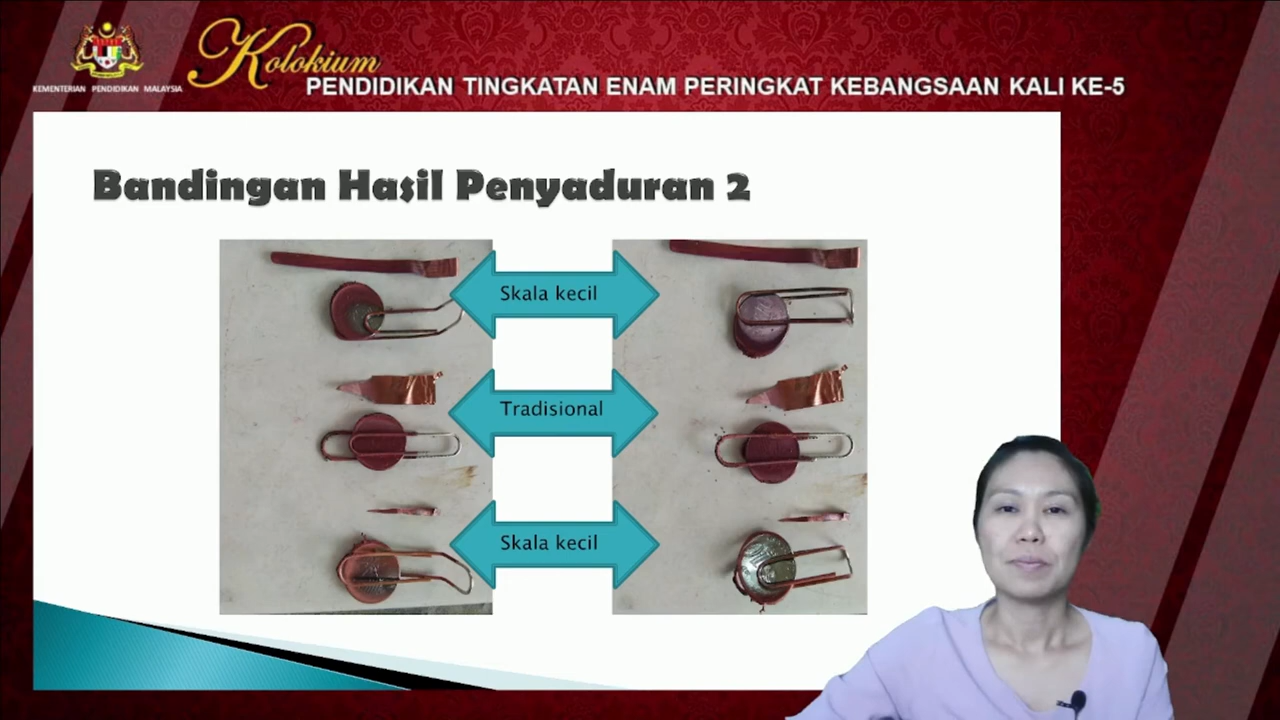 KEMENTERIAN PENDIDIKAN MALAYSIA
Kolokium
PENDIDIKAN TINGKATAN ENAM PERINGKAT KEBANGSAAN KALI KE-5
Bandingan Hasil Penyaduran 2
Skala kecil
Tradisional
Skala kecil